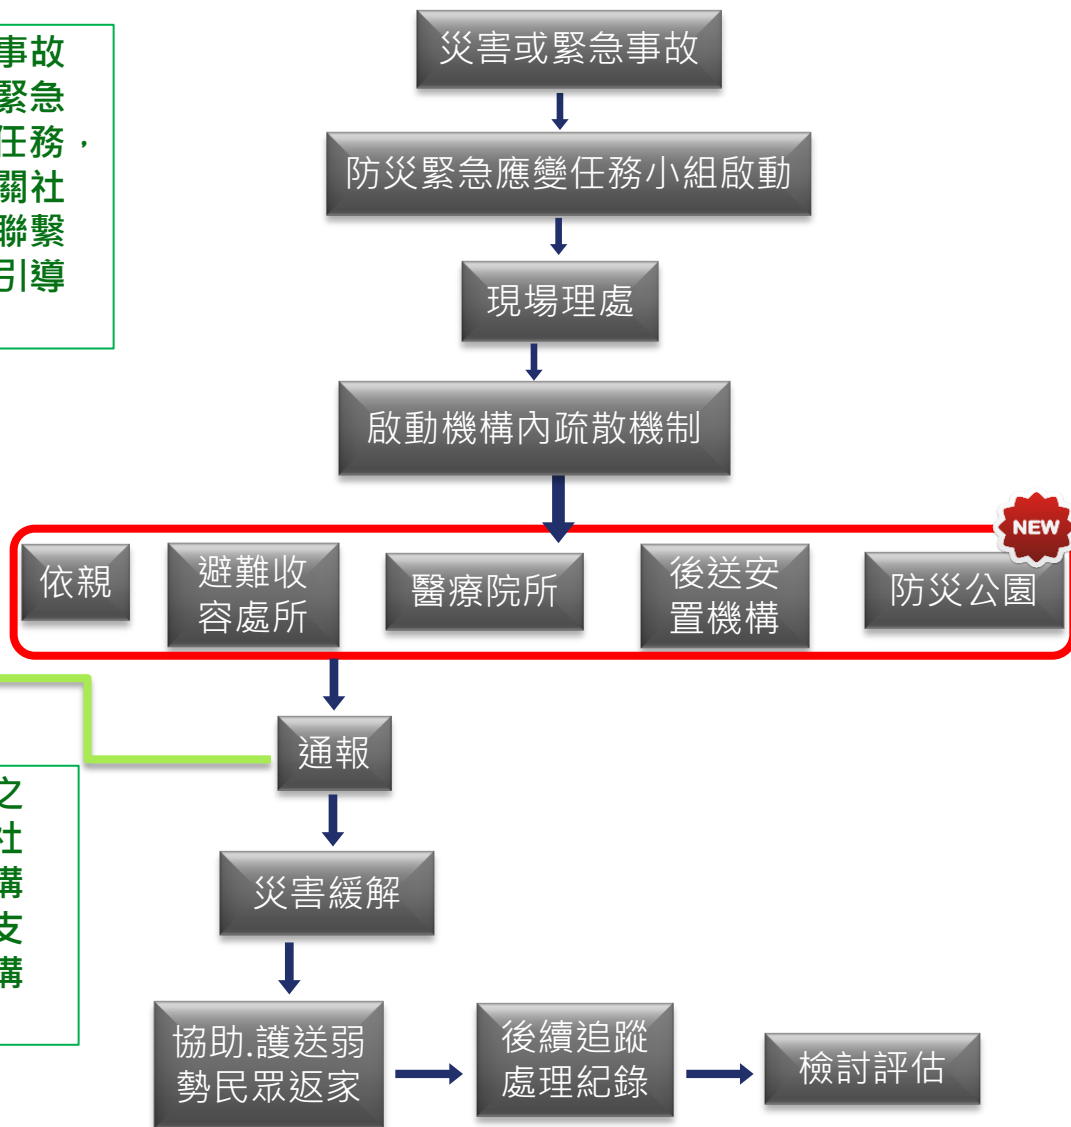 事故
緊急
任務，
關社
聯繫
引導
災害或緊急事故
防災緊急應變任務小組啟動
現場理處
啟動機構內疏散機制
NEW
依親
避難收
容處所
醫療院所
後送安
置機構
防災公園
通報
之
社
構
支
構
災害緩解
協助.護送弱
勢民眾返家
後續追蹤
處理紀錄
檢討評估